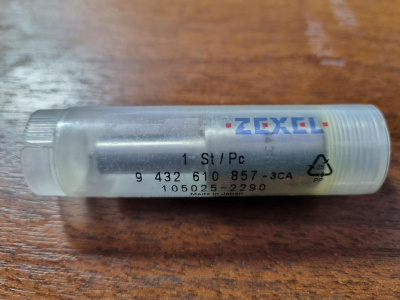 ZEXEL
1 St/Pc
9 432 610 857-3CA
105025-2290
Made in Japan